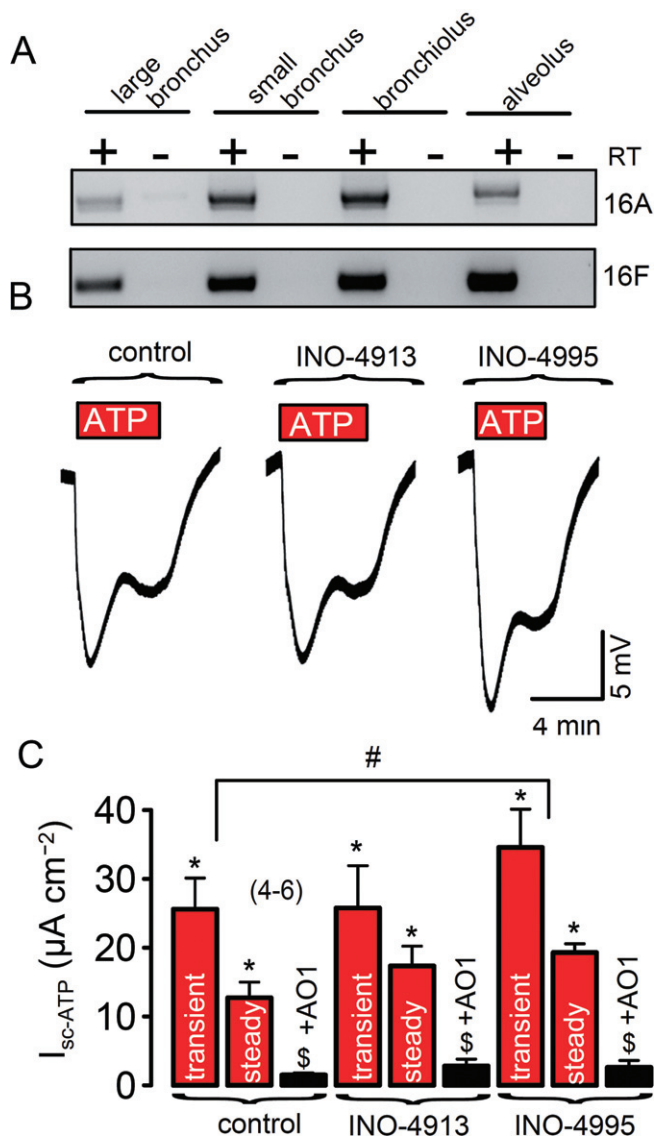 A
large bronchus small bronchus bronchiolus alveolus
+ - + - + - + - RT
16A
16F
B
control INO-4913 INO-4995
ATP ATP ATP
5 mV
4 min
C
#
40
30
20
10
0
I sc-ATP (µA cm⁻²)
* * * * * *
(4-6)
transient steady $ +AO1 transient steady $ +AO1 transient steady $ +AO1
control INO-4913 INO-4995